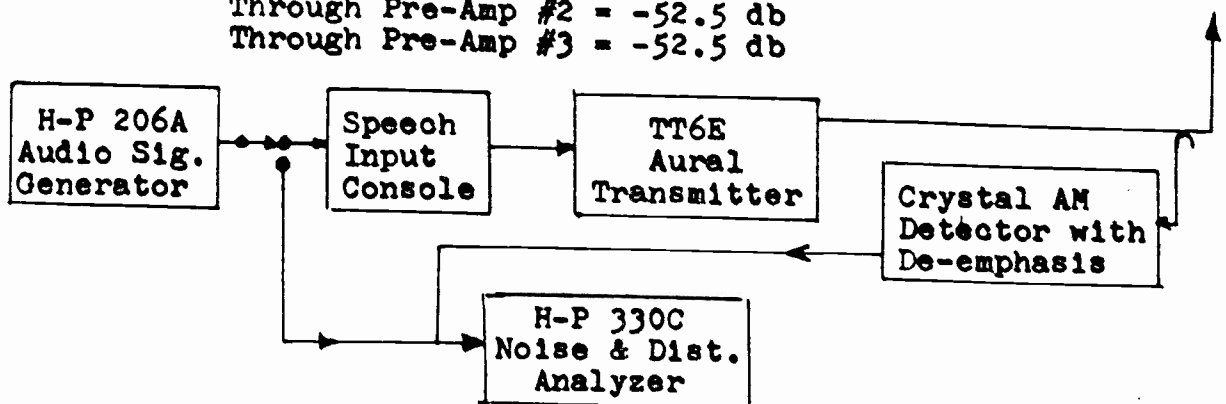 Through Pre-Amp #2 = -52.5 db
Through Pre-Amp #3 = -52.5 db
H-P 206A
Audio Sig.
Generator
Speech
Input
Console
TT6E
Aural
Transmitter
Crystal AM
Detector with
De-emphasis
H-P 330C
Noise & Dist.
Analyzer